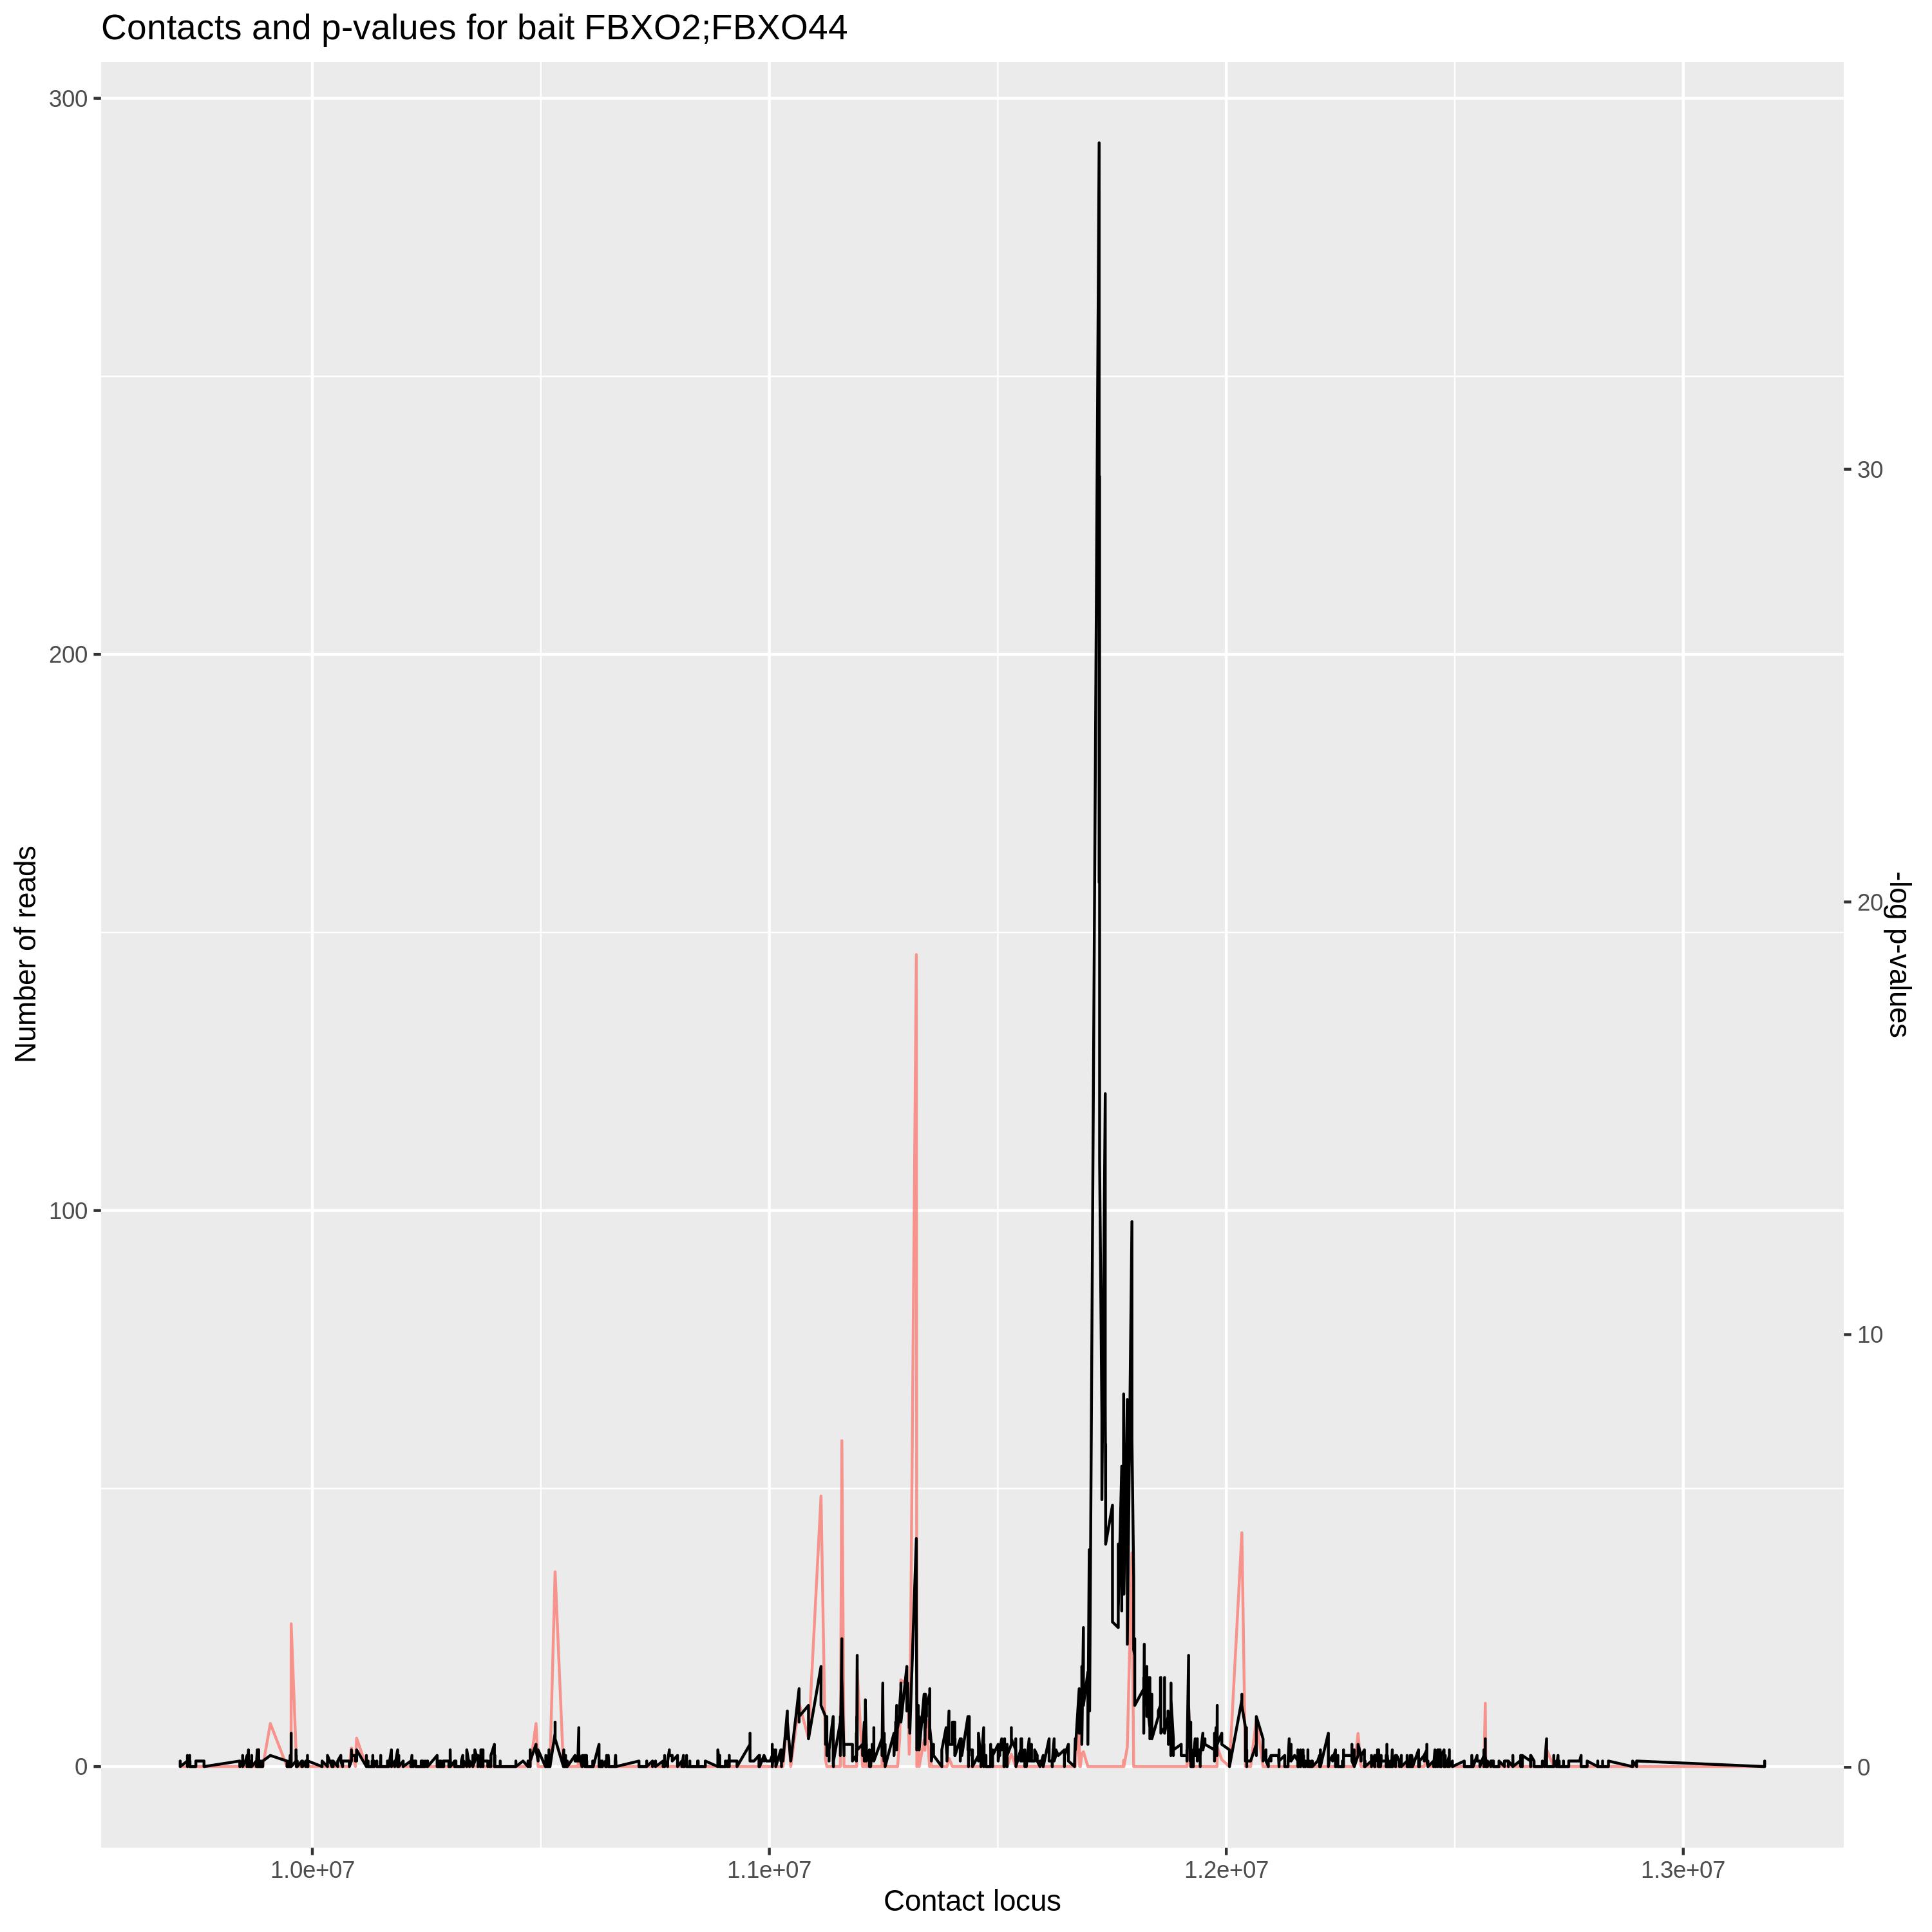 Contacts and p-values for bait FBXO2;FBXO44
300
200
100
0
Number of reads
30
20
10
0
-log p-values
1.0e+07
1.1e+07
1.2e+07
1.3e+07
Contact locus